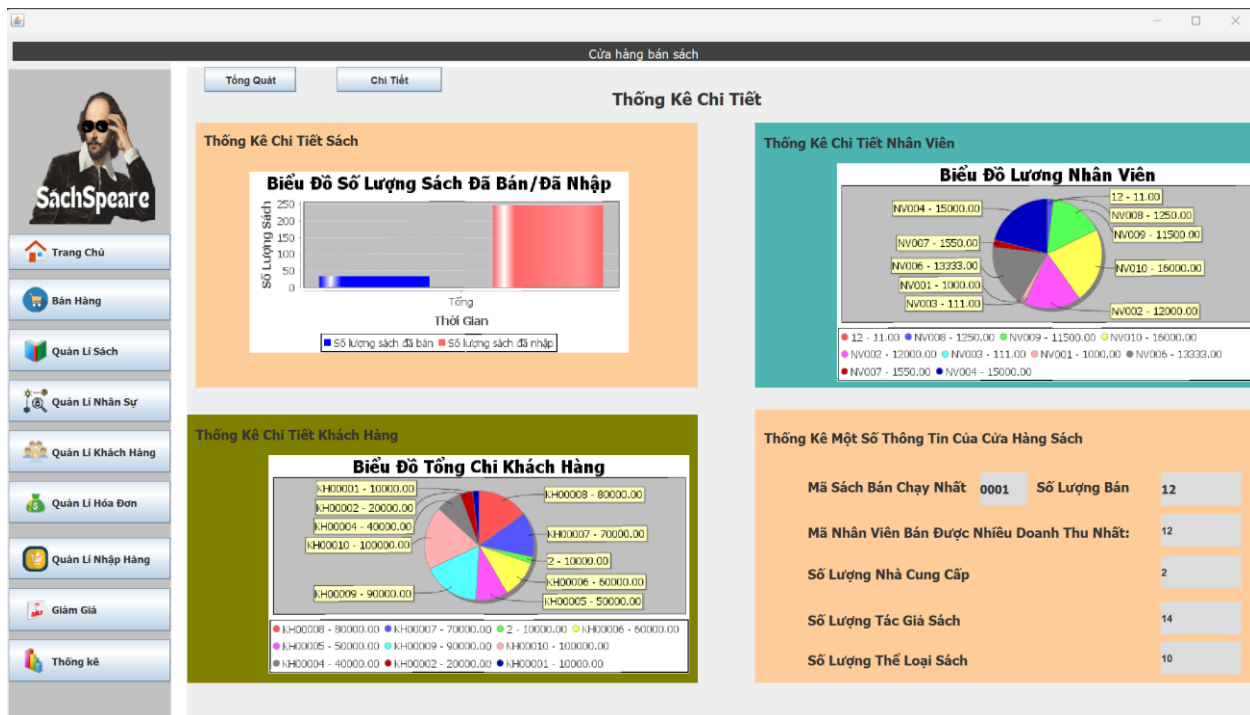 Cửa hàng bán sách
SáchSpeare
Trang Chủ
Bán Hàng
Quản Lí Sách
Quản Lí Nhân Sự
Quản Lí Khách Hàng
Quản Lí Hóa Đơn
Quản Lí Nhập Hàng
Giảm Giá
Thống kê
Tổng Quát
Chi Tiết
Thống Kê Chi Tiết
Thống Kê Chi Tiết Sách
Biểu Đồ Số Lượng Sách Đã Bán/Đã Nhập
Số Lượng Sách
250
200
150
100
50
0
Tổng
Thời Gian
Số lượng sách đã bán Số lượng sách đã nhập
Thống Kê Chi Tiết Nhân Viên
Biểu Đồ Lương Nhân Viên
12 - 11.00
NV004 - 15000.00
NV008 - 1250.00
NV009 - 11500.00
NV007 - 1550.00
NV006 - 13333.00
NV010 - 16000.00
NV001 - 1000.00
NV003 - 111.00
NV002 - 12000.00
12 - 11.00 NV008 - 1250.00 NV009 - 11500.00 NV010 - 16000.00
NV002 - 12000.00 NV003 - 111.00 NV001 - 1000.00 NV006 - 13333.00
NV007 - 1550.00 NV004 - 15000.00
Thống Kê Chi Tiết Khách Hàng
Biểu Đồ Tổng Chi Khách Hàng
KH00001 - 10000.00
KH00008 - 80000.00
KH00002 - 20000.00
KH00004 - 40000.00
KH00007 - 70000.00
KH00010 - 100000.00
2 - 10000.00
KH00006 - 60000.00
KH00009 - 90000.00
KH00005 - 50000.00
KH00008 - 80000.00 KH00007 - 70000.00 2 - 10000.00 KH00006 - 60000.00
KH00005 - 50000.00 KH00009 - 90000.00 KH00010 - 100000.00
KH00004 - 40000.00 KH00002 - 20000.00 KH00001 - 10000.00
Thống Kê Một Số Thông Tin Của Cửa Hàng Sách
Mã Sách Bán Chạy Nhất 0001 Số Lượng Bán 12
Mã Nhân Viên Bán Được Nhiều Doanh Thu Nhất: 12
Số Lượng Nhà Cung Cấp 2
Số Lượng Tác Giả Sách 14
Số Lượng Thể Loại Sách 10